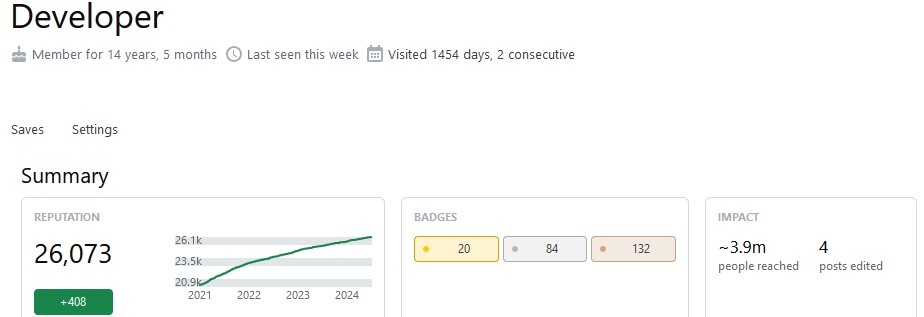 Developer
Member for 14 years, 5 months Last seen this week Visited 1454 days, 2 consecutive
Saves Settings
Summary
REPUTATION
26,073
+408
26.1k
23.5k
20.9k
2021 2022 2023 2024
BADGES
20 84 132
IMPACT
~3.9m 4
people reached posts edited